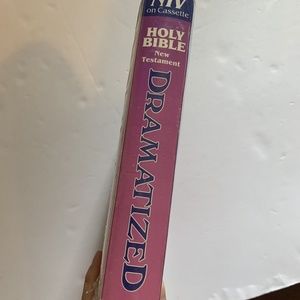 NIV
on Cassette
HOLY
BIBLE
New
Testament
DRAMATIZED